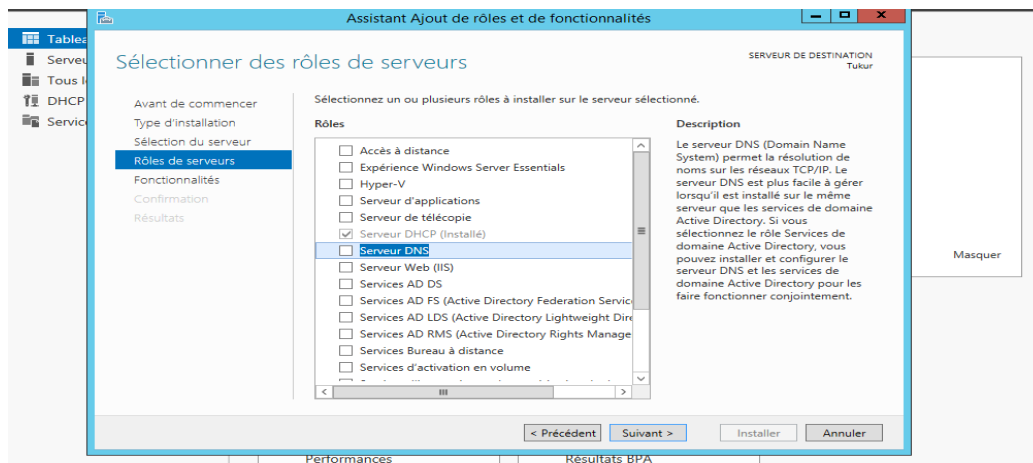 Assistant Ajout de rôles et de fonctionnalités
Sélectionner des rôles de serveurs
SERVEUR DE DESTINATION
Tukur
Avant de commencer
Type d'installation
Sélection du serveur
Rôles de serveurs
Fonctionnalités
Confirmation
Résultats
Sélectionnez un ou plusieurs rôles à installer sur le serveur sélectionné.
Rôles
Accès à distance
Expérience Windows Server Essentials
Hyper-V
Serveur d'applications
Serveur de télécopie
Serveur DHCP (Installé)
Serveur DNS
Serveur Web (IIS)
Services AD DS
Services AD FS (Active Directory Federation Servic
Services AD LDS (Active Directory Lightweight Dire
Services AD RMS (Active Directory Rights Manage
Services Bureau à distance
Services d'activation en volume
Description
Le serveur DNS (Domain Name
System) permet la résolution de
noms sur les réseaux TCP/IP. Le
serveur DNS est plus facile à gérer
lorsqu'il est installé sur le même
serveur que les services de domaine
Active Directory. Si vous
sélectionnez le rôle Services de
domaine Active Directory, vous
pouvez installer et configurer le
serveur DNS et les services de
domaine Active Directory pour les
faire fonctionner conjointement.
< Précédent
Suivant >
Installer
Annuler
Tablea
Serveu
Tous l
DHCP
Servic
Masquer
Performances
Résultats BPA